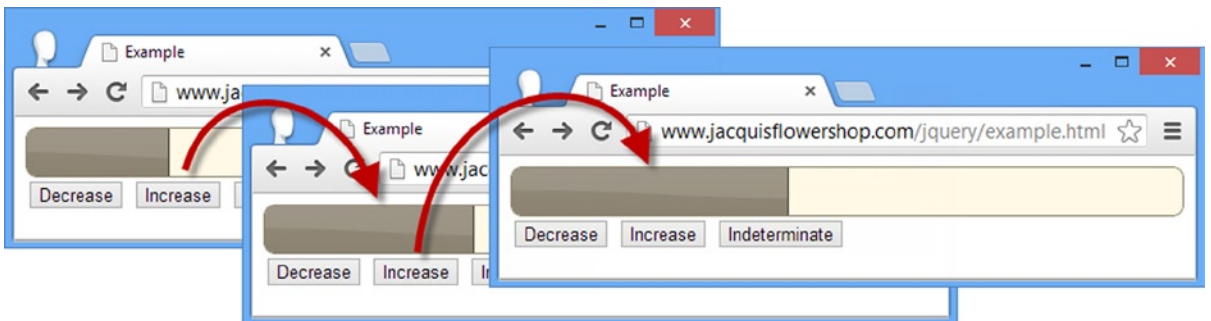 Example
www.ja
Decrease Increase
Example
www.jac
Decrease Increase
Example
www.jacquisflowershop.com/jquery/example.html
Decrease Increase Indeterminate